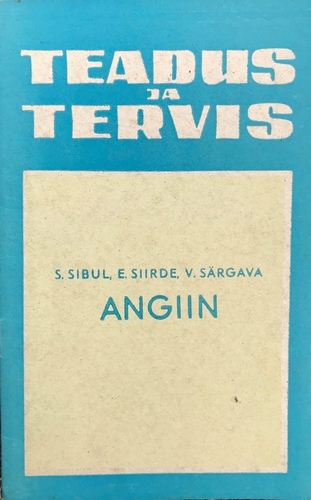 TEADUS
JA
TERVIS
S. SIBUL, E. SIIRDE, V. SÄRGAVA
ANGIIN